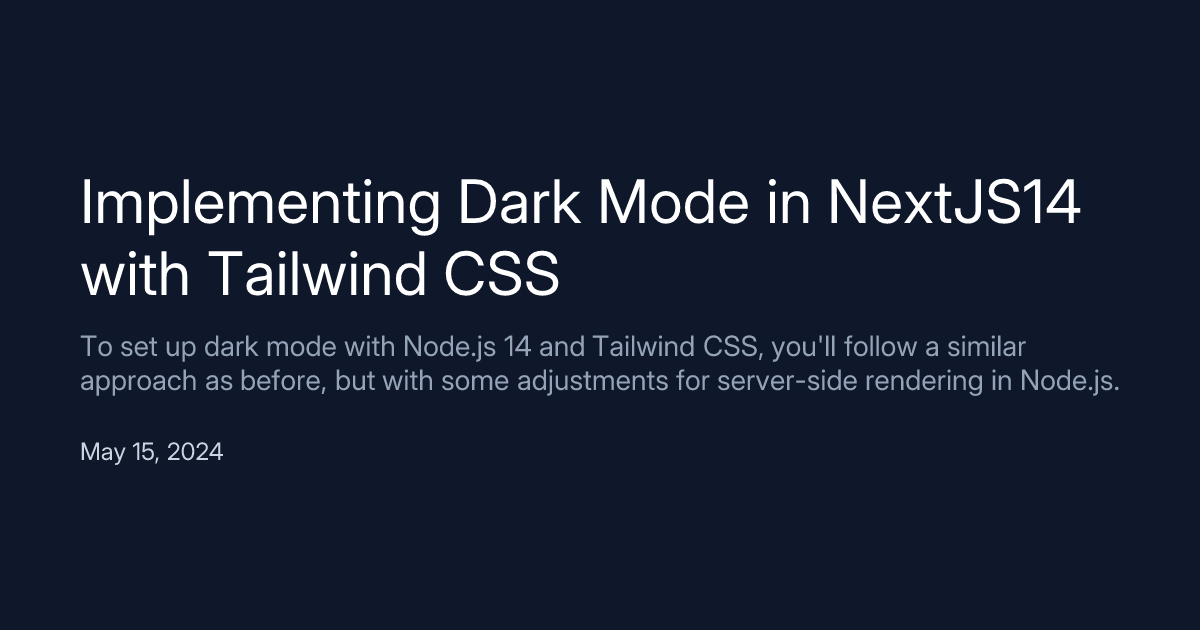 Implementing Dark Mode in NextJS14
with Tailwind CSS
To set up dark mode with Node.js 14 and Tailwind CSS, you'll follow a similar
approach as before, but with some adjustments for server-side rendering in Node.js.
May 15, 2024